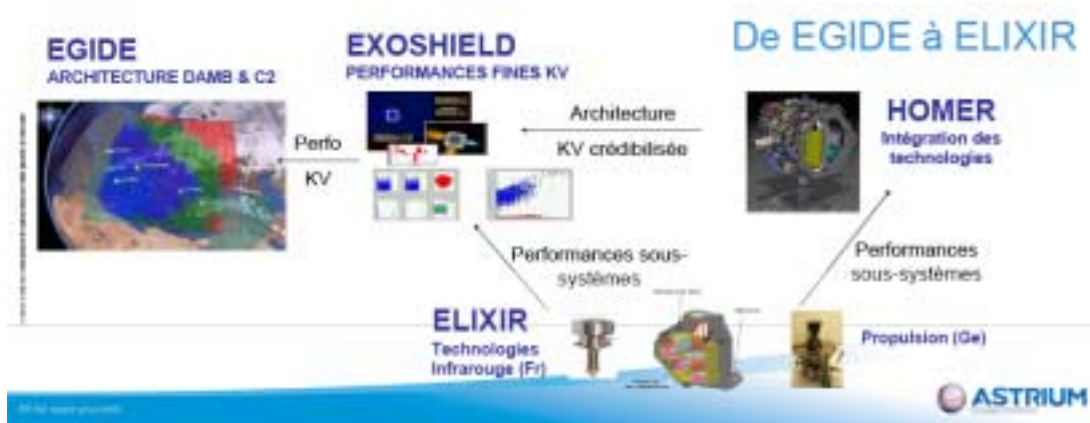 De EGIDE à ELIXIR
EGIDE
ARCHITECTURE DAMB & C2
EXOSHIELD
PERFORMANCES FINES KV
Architecture
KV crédibilisée
HOMER
Intégration des
technologies
Perfo
KV
Performances sous-
systèmes
Performances
sous-systèmes
ELIXIR
Technologies
Infrarouge (Fr)
Propulsion (Ge)
ASTRIUM